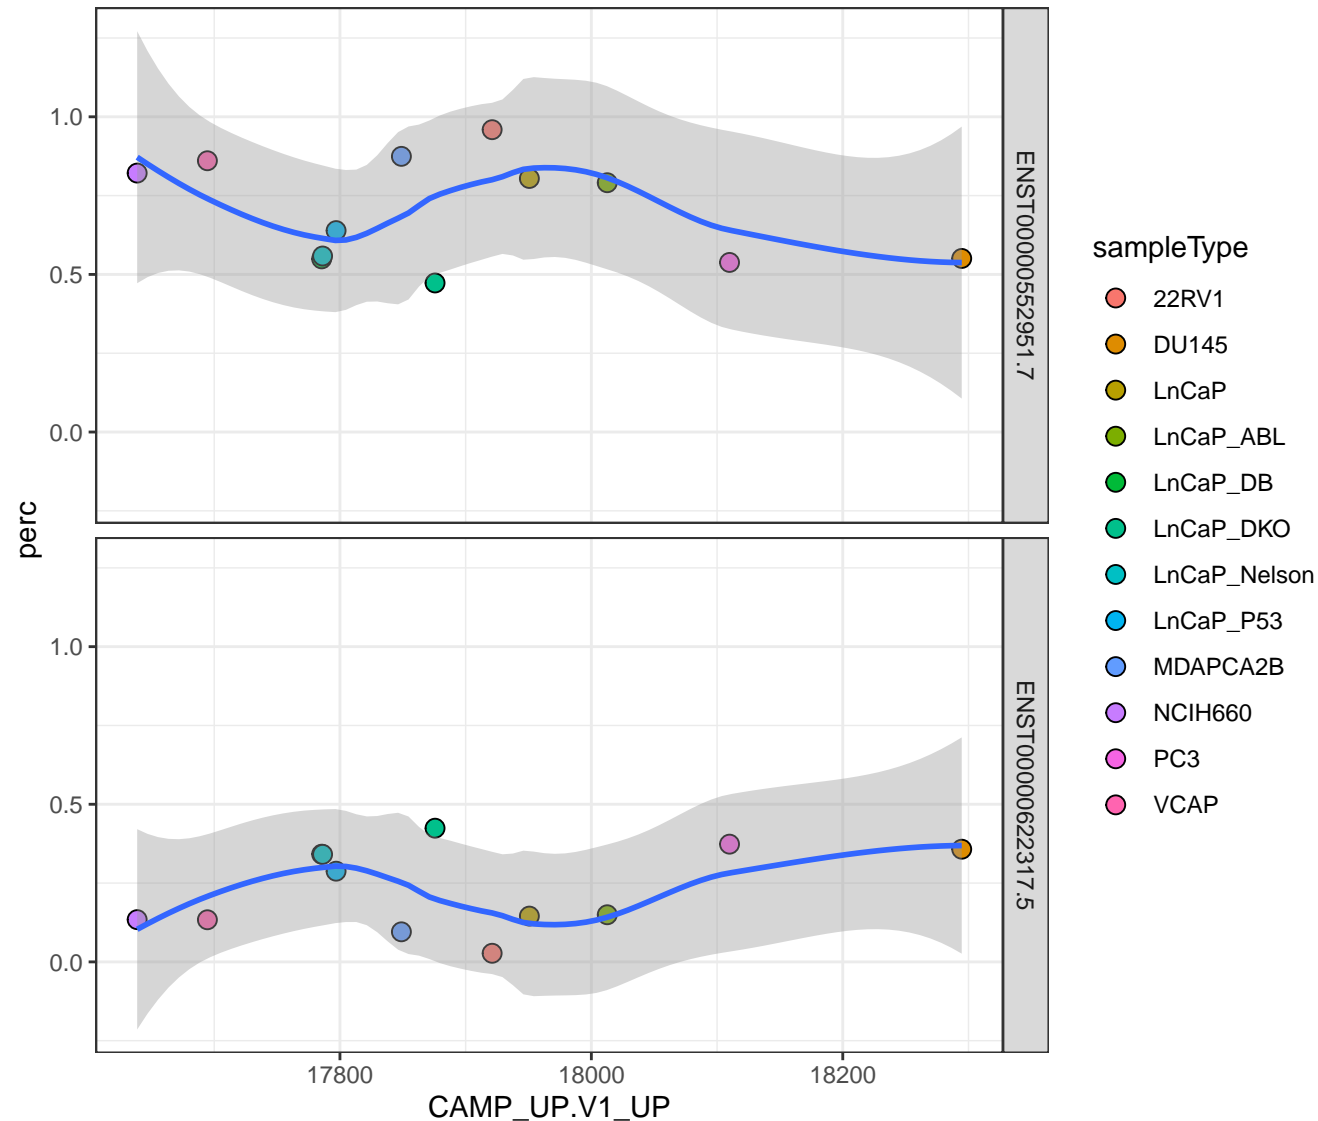 perc
1.0
0.5
0.0
ENST00000552951.7
1.0
0.5
0.0
ENST00000622317.5
17800
18000
18200
CAMP_UP.V1_UP
sampleType
22RV1
DU145
LnCaP
LnCaP_ABL
LnCaP_DB
LnCaP_DKO
LnCaP_Nelson
LnCaP_P53
MDAPCA2B
NCIH660
PC3
VCAP